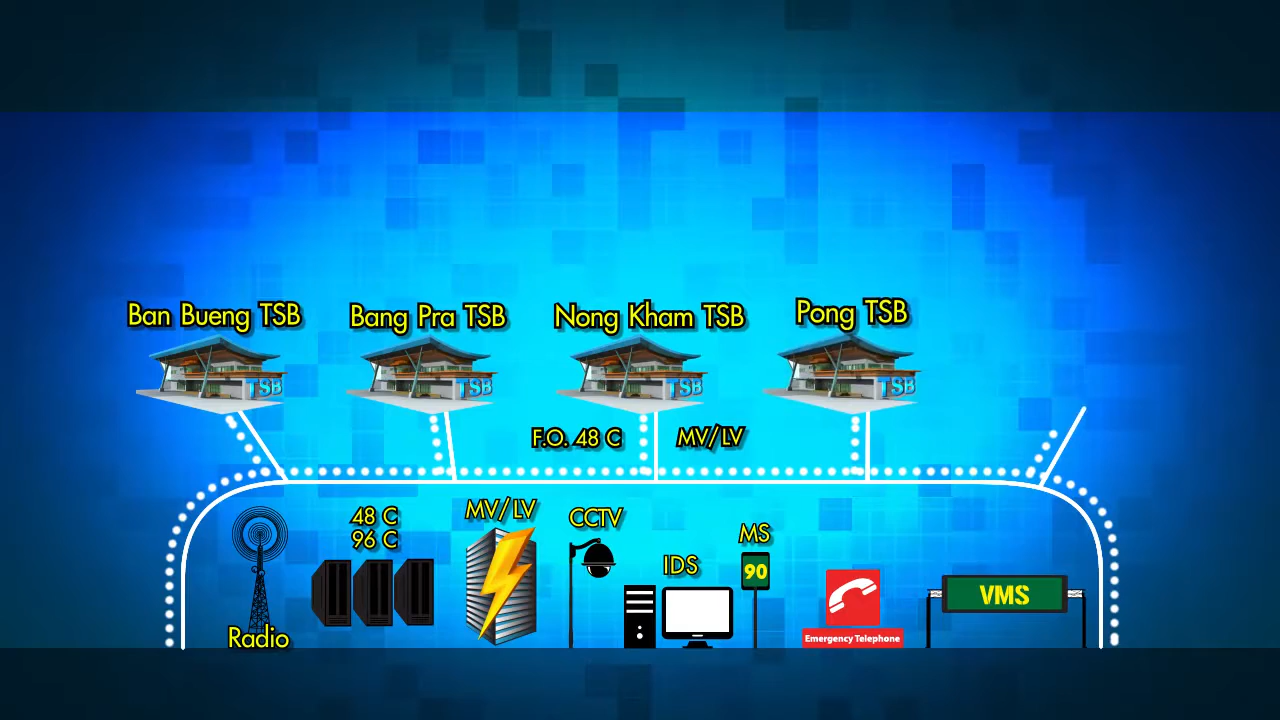 Ban Bueng TSB
Bang Pra TSB
Nong Kham TSB
Pong TSB
TSB
TSB
TSB
TSB
F.O. 48 C
MV/LV
48 C
96 C
MV/LV
CCTV
IDS
MS
90
Radio
Emergency Telephone
VMS